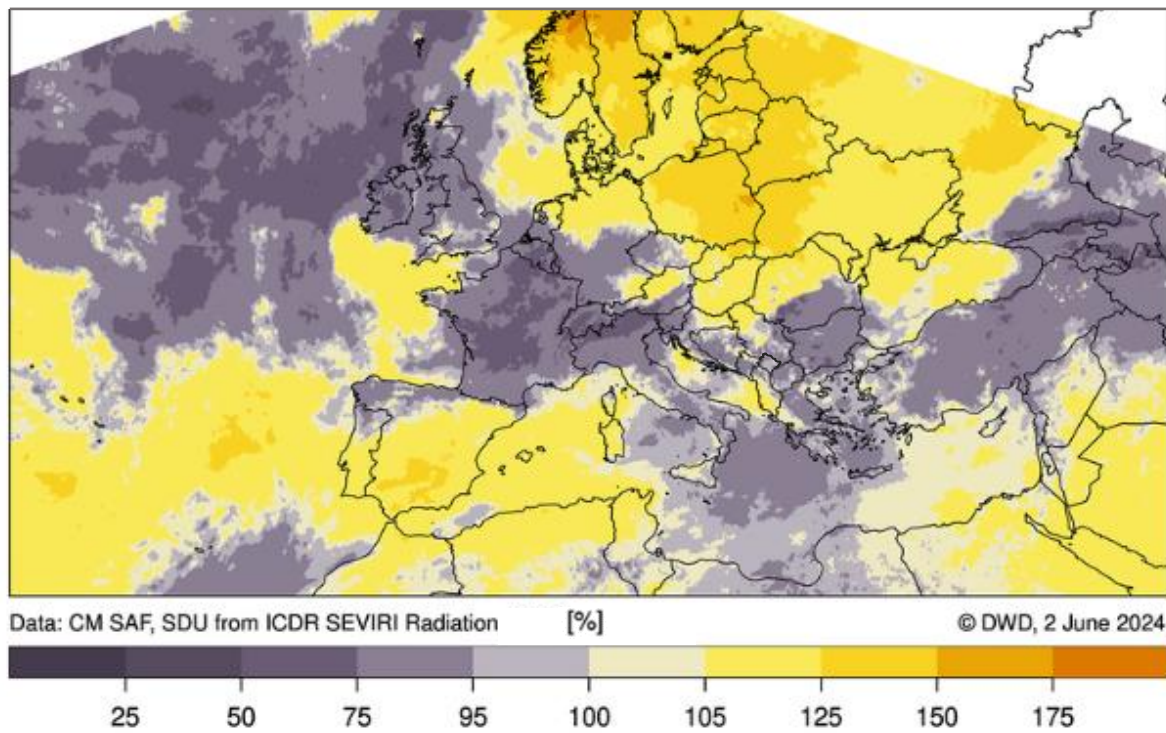 Data: CM SAF, SDU from ICDR SEVIRI Radiation [%] © DWD, 2 June 2024
25 50 75 95 100 105 125 150 175